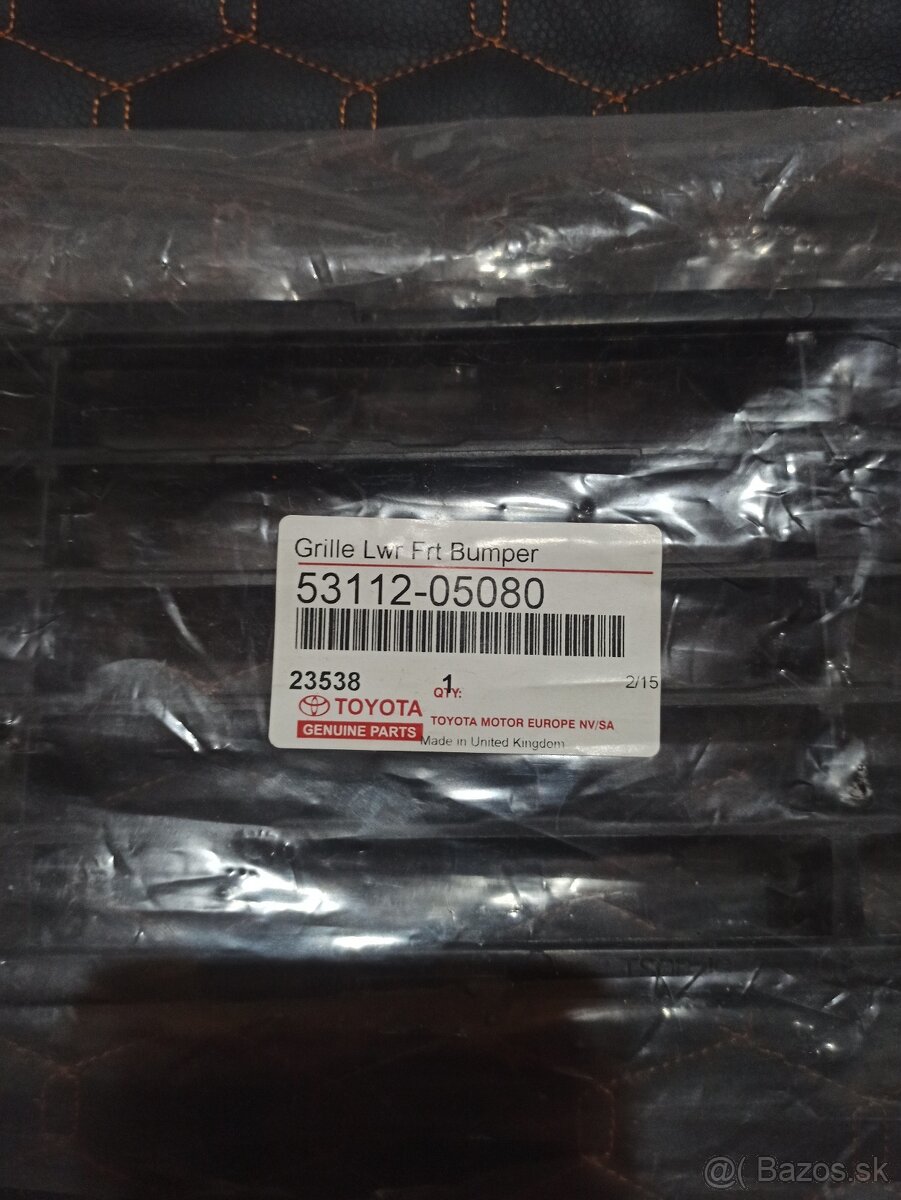 Grille Lwr Frt Bumper
53112-05080
23538 1 2/15
QTY:
TOYOTA
GENUINE PARTS
TOYOTA MOTOR EUROPE NV/SA
Made in United Kingdom
@( Bazos.sk